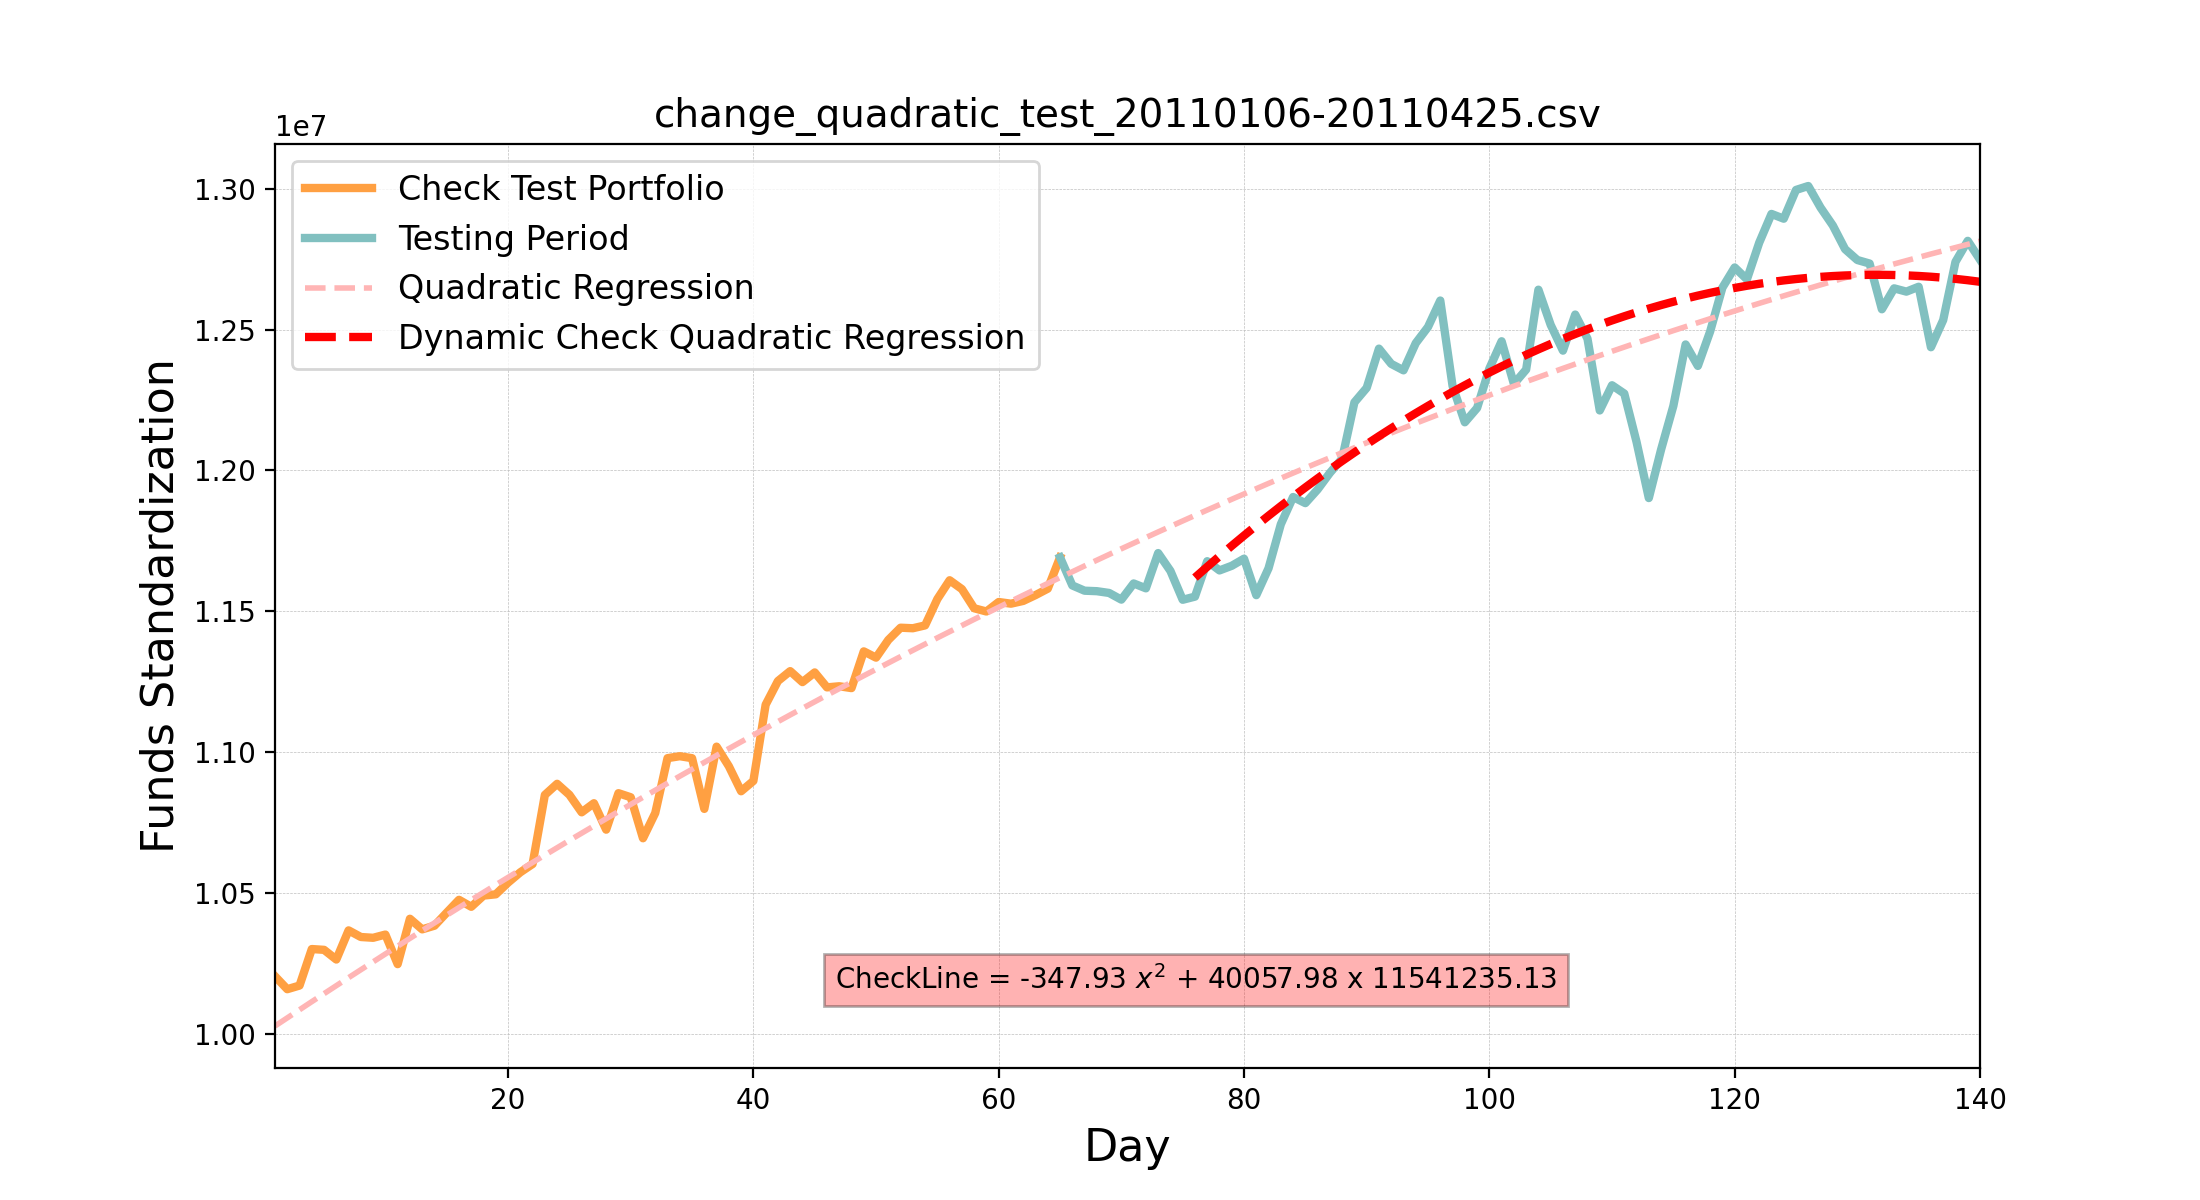 change_quadratic_test_20110106-20110425.csv
1e7
Check Test Portfolio
Testing Period
Quadratic Regression
Dynamic Check Quadratic Regression
1.30
1.25
1.20
1.15
1.10
1.05
1.00
Funds Standardization
CheckLine = -347.93 x² + 40057.98 x 11541235.13
20 40 60 80 100 120 140
Day